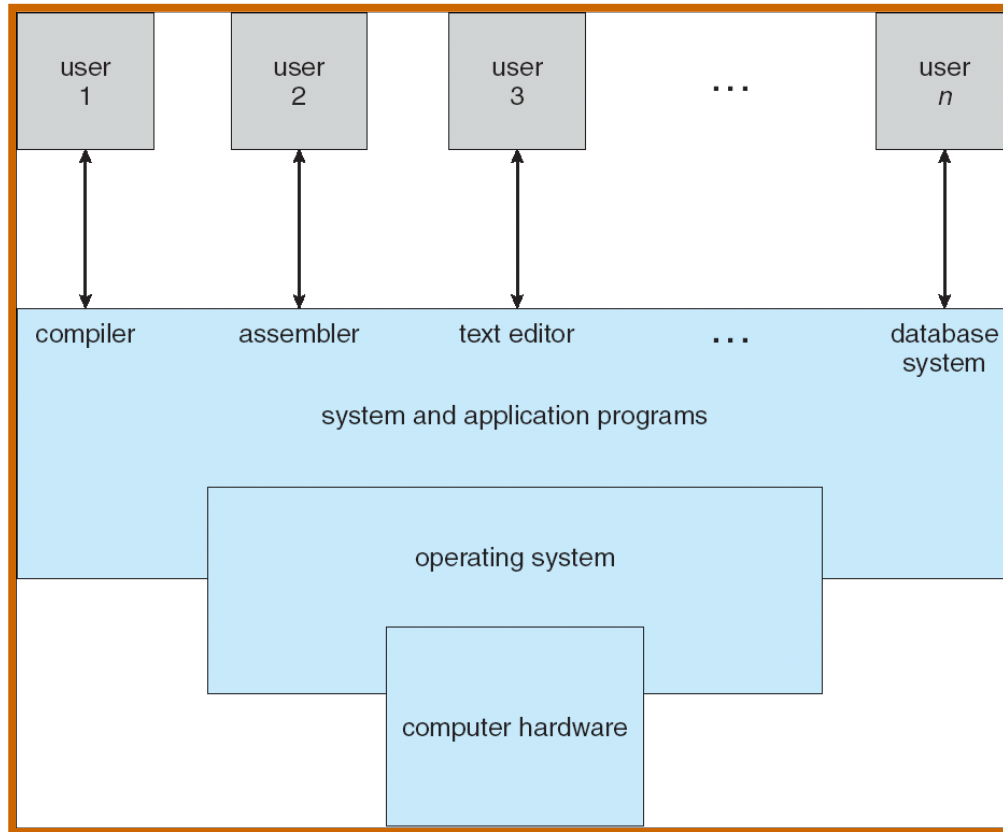 user
1
user
2
user
3
...
user
n
compiler
assembler
text editor
...
database
system
system and application programs
operating system
computer hardware